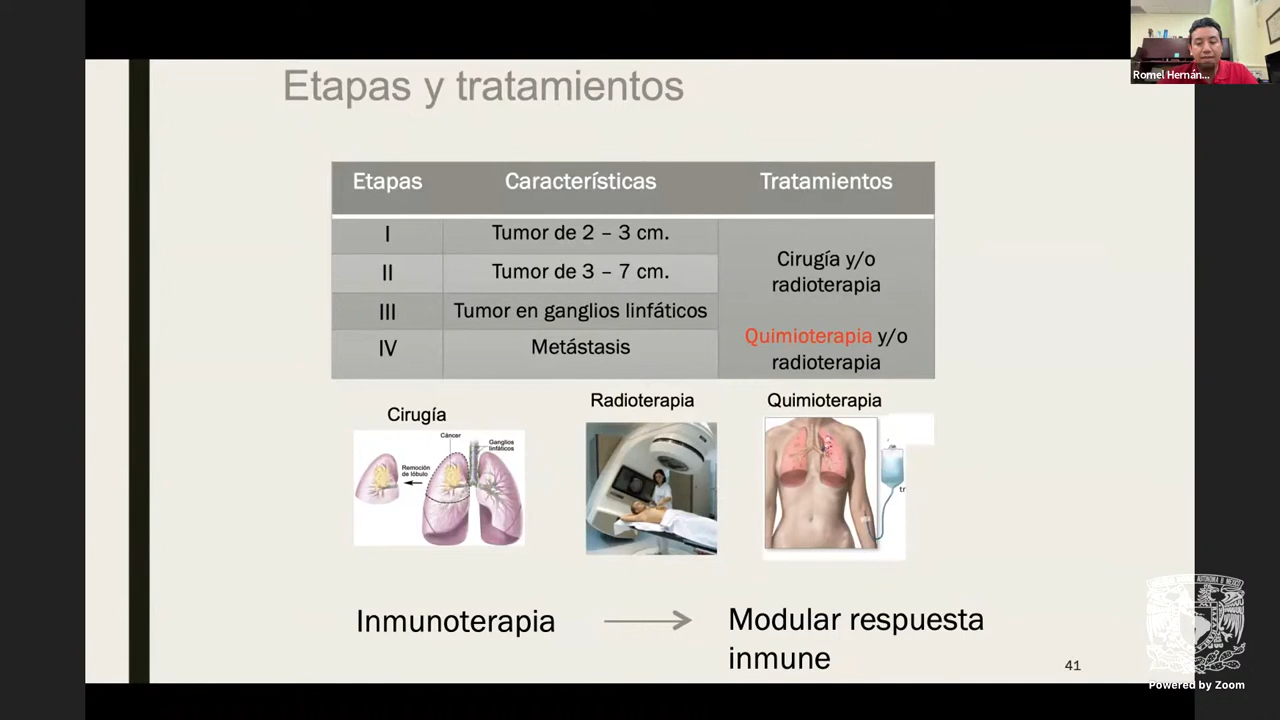 Etapas y tratamientos
Romel Hernán...
Etapas Características Tratamientos
I Tumor de 2 – 3 cm.
II Tumor de 3 – 7 cm.
III Tumor en ganglios linfáticos
IV Metástasis
Cirugía y/o
radioterapia
Quimioterapia y/o
radioterapia
Cirugía
Radioterapia
Quimioterapia
Cáncer
Ganglios
linfáticos
Remoción
de lóbulo
tr
Inmunoterapia
Modular respuesta
inmune
41
Powered by Zoom